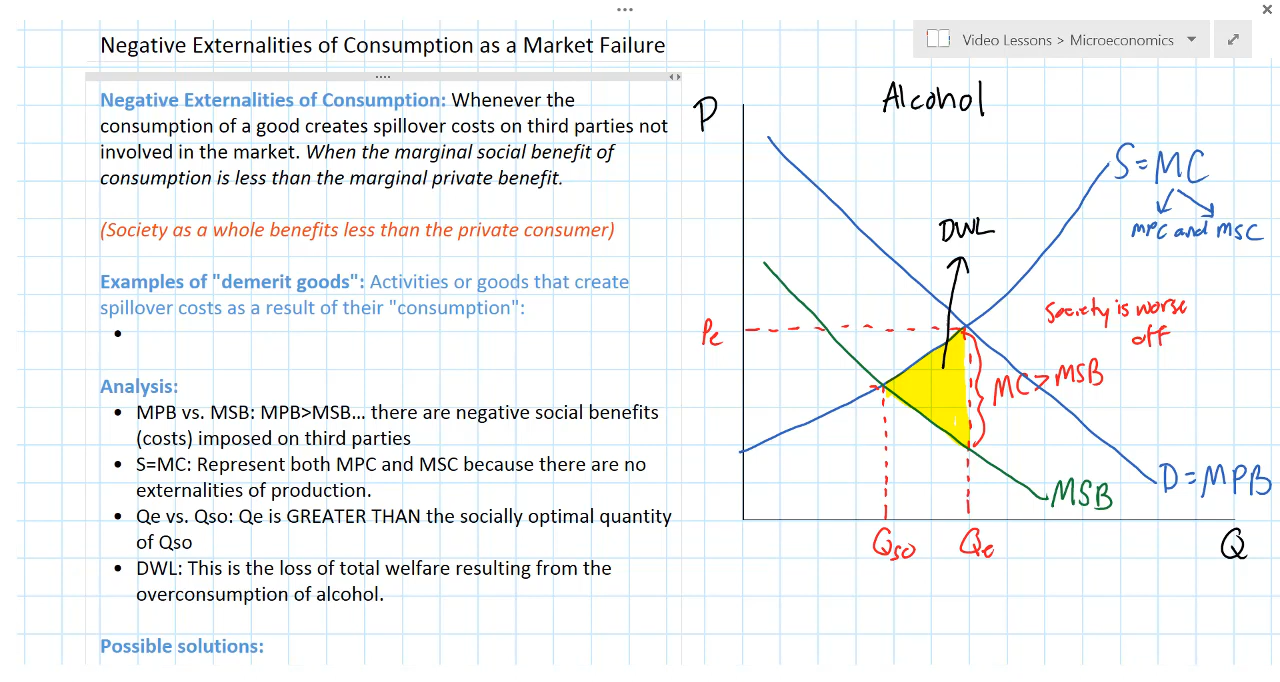 Negative Externalities of Consumption as a Market Failure
Video Lessons > Microeconomics
Negative Externalities of Consumption: Whenever the
consumption of a good creates spillover costs on third parties not
involved in the market. When the marginal social benefit of
consumption is less than the marginal private benefit.
(Society as a whole benefits less than the private consumer)
Examples of "demerit goods": Activities or goods that create
spillover costs as a result of their "consumption":
•
Analysis:
• MPB vs. MSB: MPB>MSB... there are negative social benefits
(costs) imposed on third parties
• S=MC: Represent both MPC and MSC because there are no
externalities of production.
• Qe vs. Qso: Qe is GREATER THAN the socially optimal quantity
of Qso
• DWL: This is the loss of total welfare resulting from the
overconsumption of alcohol.
Possible solutions:
Alcohol
P
S=MC
MPC and MSC
DWL
Society is worse
off
Pe
MC>MSB
D=MPB
MSB
Qso
Qe
Q